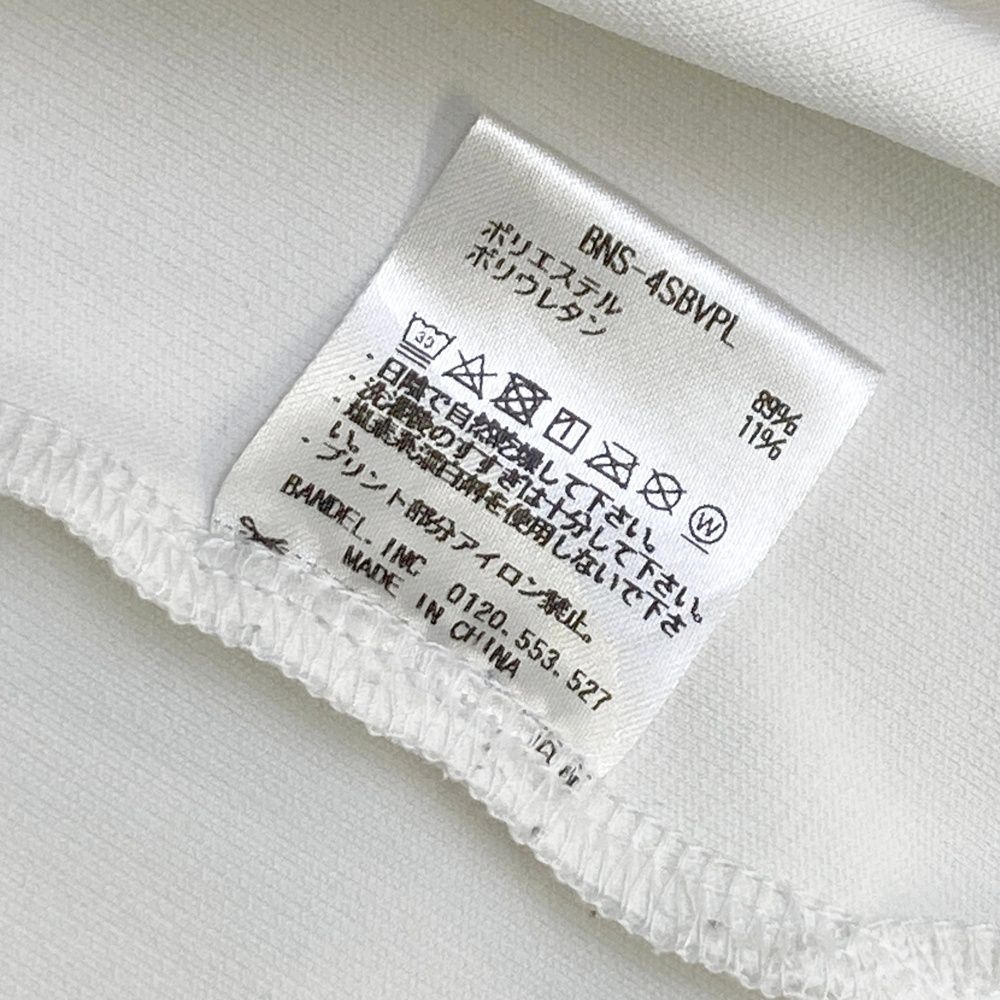 BNS-4SBVPL
ポリエステル 89%
ポリウレタン 11%
30
W
・日陰で自然乾燥して下さい。
・洗濯後のすすぎは十分して下さい。
・塩素系漂白剤を使用しないで下さ
い。
・プリント部分アイロン禁止。
BANDEL.INC 0120.553.527
MADE IN CHINA